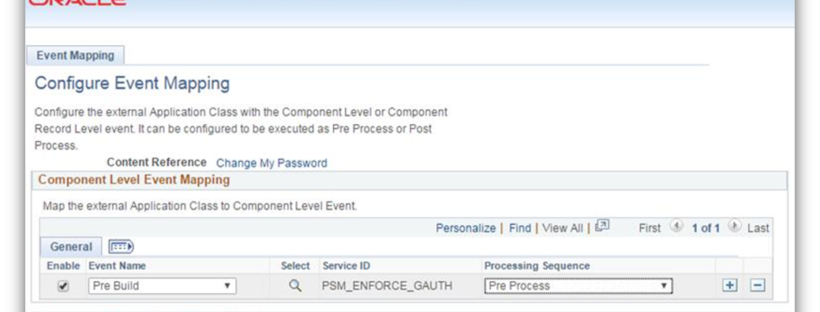 ORACLE
Event Mapping
Configure Event Mapping
Configure the external Application Class with the Component Level or Component
Record Level event. It can be configured to be executed as Pre Process or Post
Process.
Content Reference Change My Password
Component Level Event Mapping
Map the external Application Class to Component Level Event.
Personalize | Find | View All | First 1 of 1 Last
General
Enable Event Name Select Service ID Processing Sequence
Pre Build PSM_ENFORCE_GAUTH Pre Process